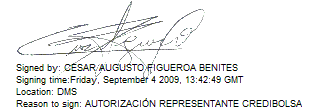 Signed by: CESAR AUGUSTO FIGUEROA BENITES
Signing time:Friday, September 4 2009, 13:42:49 GMT
Location: DMS
Reason to sign: AUTORIZACIÓN REPRESENTANTE CREDIBOLSA